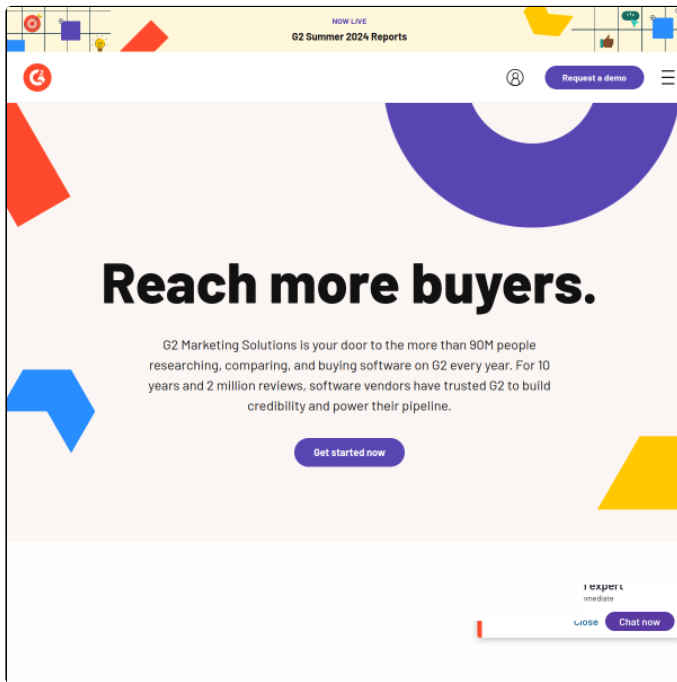 NOW LIVE
G2 Summer 2024 Reports
G2
Request a demo
Reach more buyers.
G2 Marketing Solutions is your door to the more than 90M people
researching, comparing, and buying software on G2 every year. For 10
years and 2 million reviews, software vendors have trusted G2 to build
credibility and power their pipeline.
Get started now
expert
Close Chat now